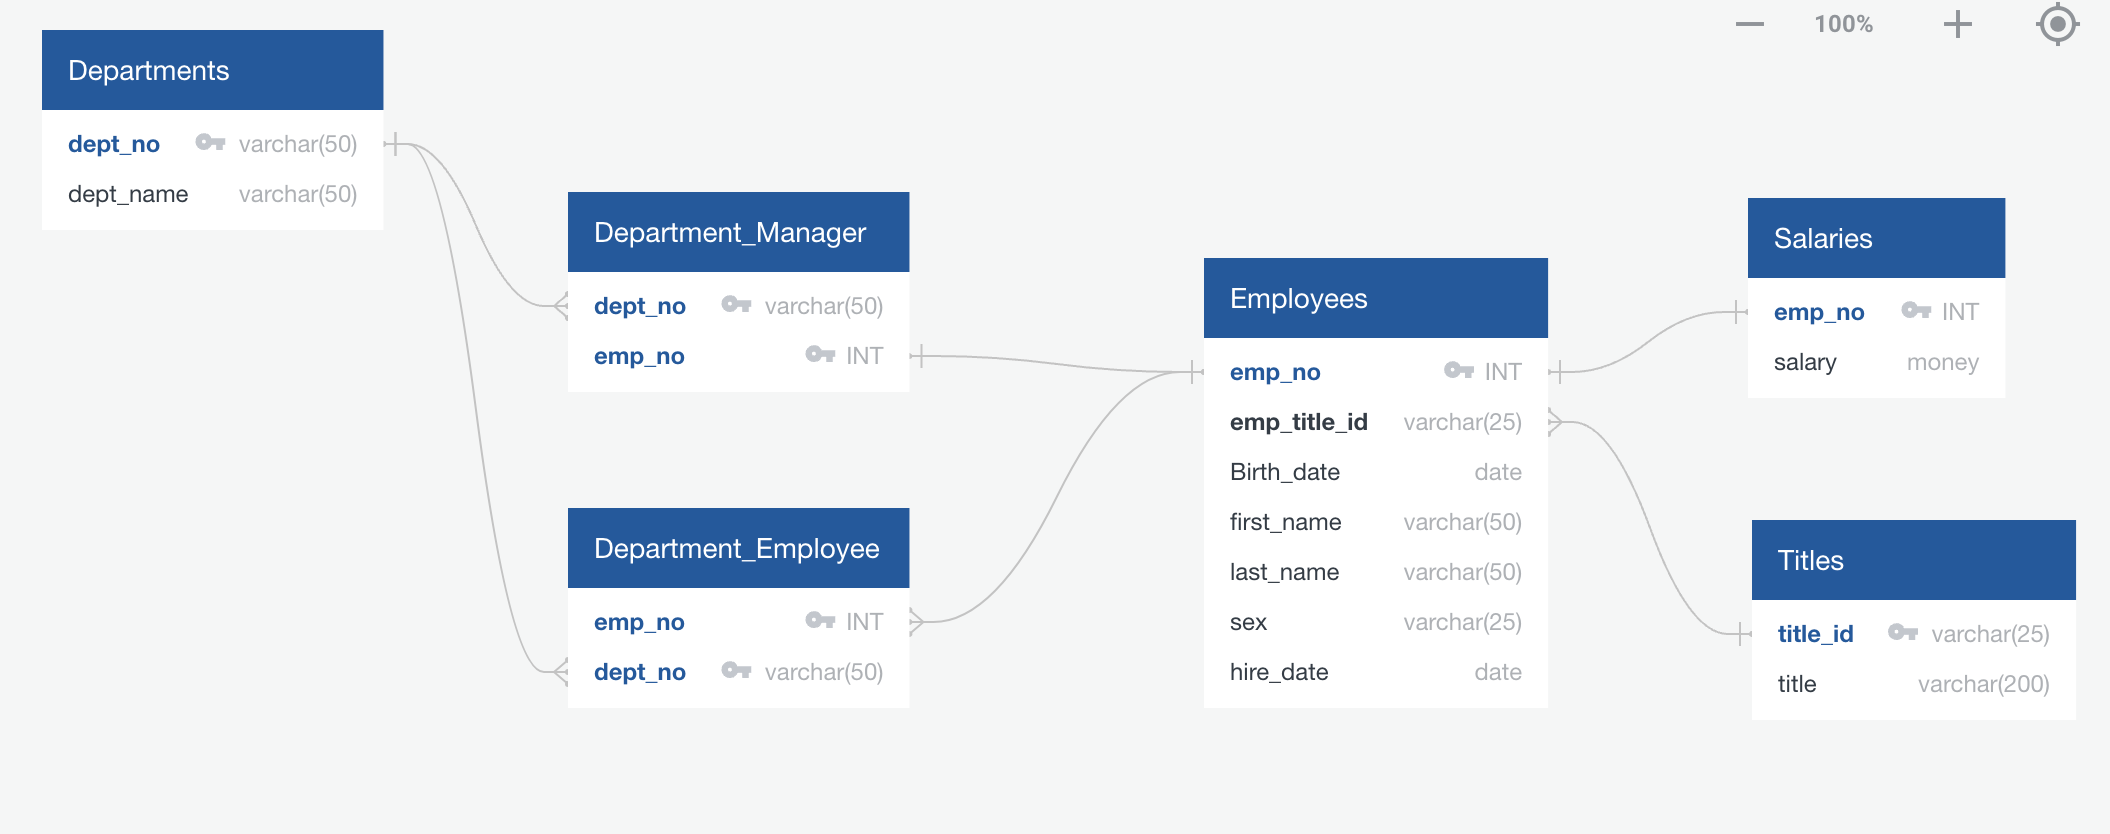 100%
Departments
dept_no varchar(50)
dept_name varchar(50)
Department_Manager
dept_no varchar(50)
emp_no INT
Department_Employee
emp_no INT
dept_no varchar(50)
Employees
emp_no INT
emp_title_id varchar(25)
Birth_date date
first_name varchar(50)
last_name varchar(50)
sex varchar(25)
hire_date date
Salaries
emp_no INT
salary money
Titles
title_id varchar(25)
title varchar(200)